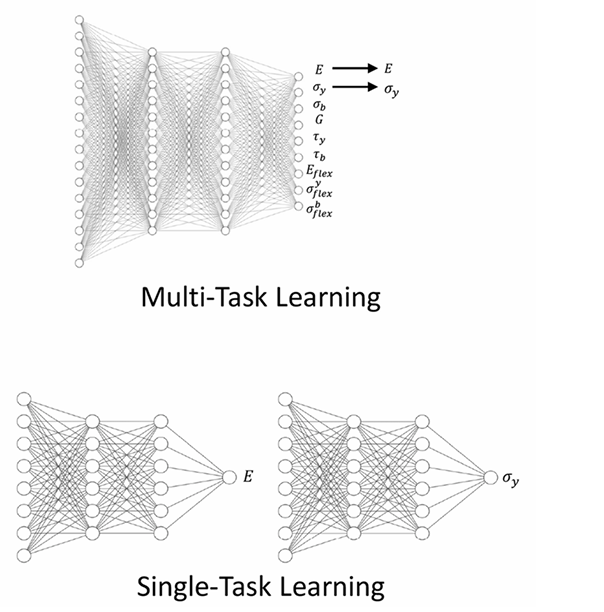 E → E
σ_y → σ_y
σ_b
G
τ_y
τ_b
E_flex
σ^y_flex
σ^b_flex
Multi-Task Learning
E
σ_y
Single-Task Learning